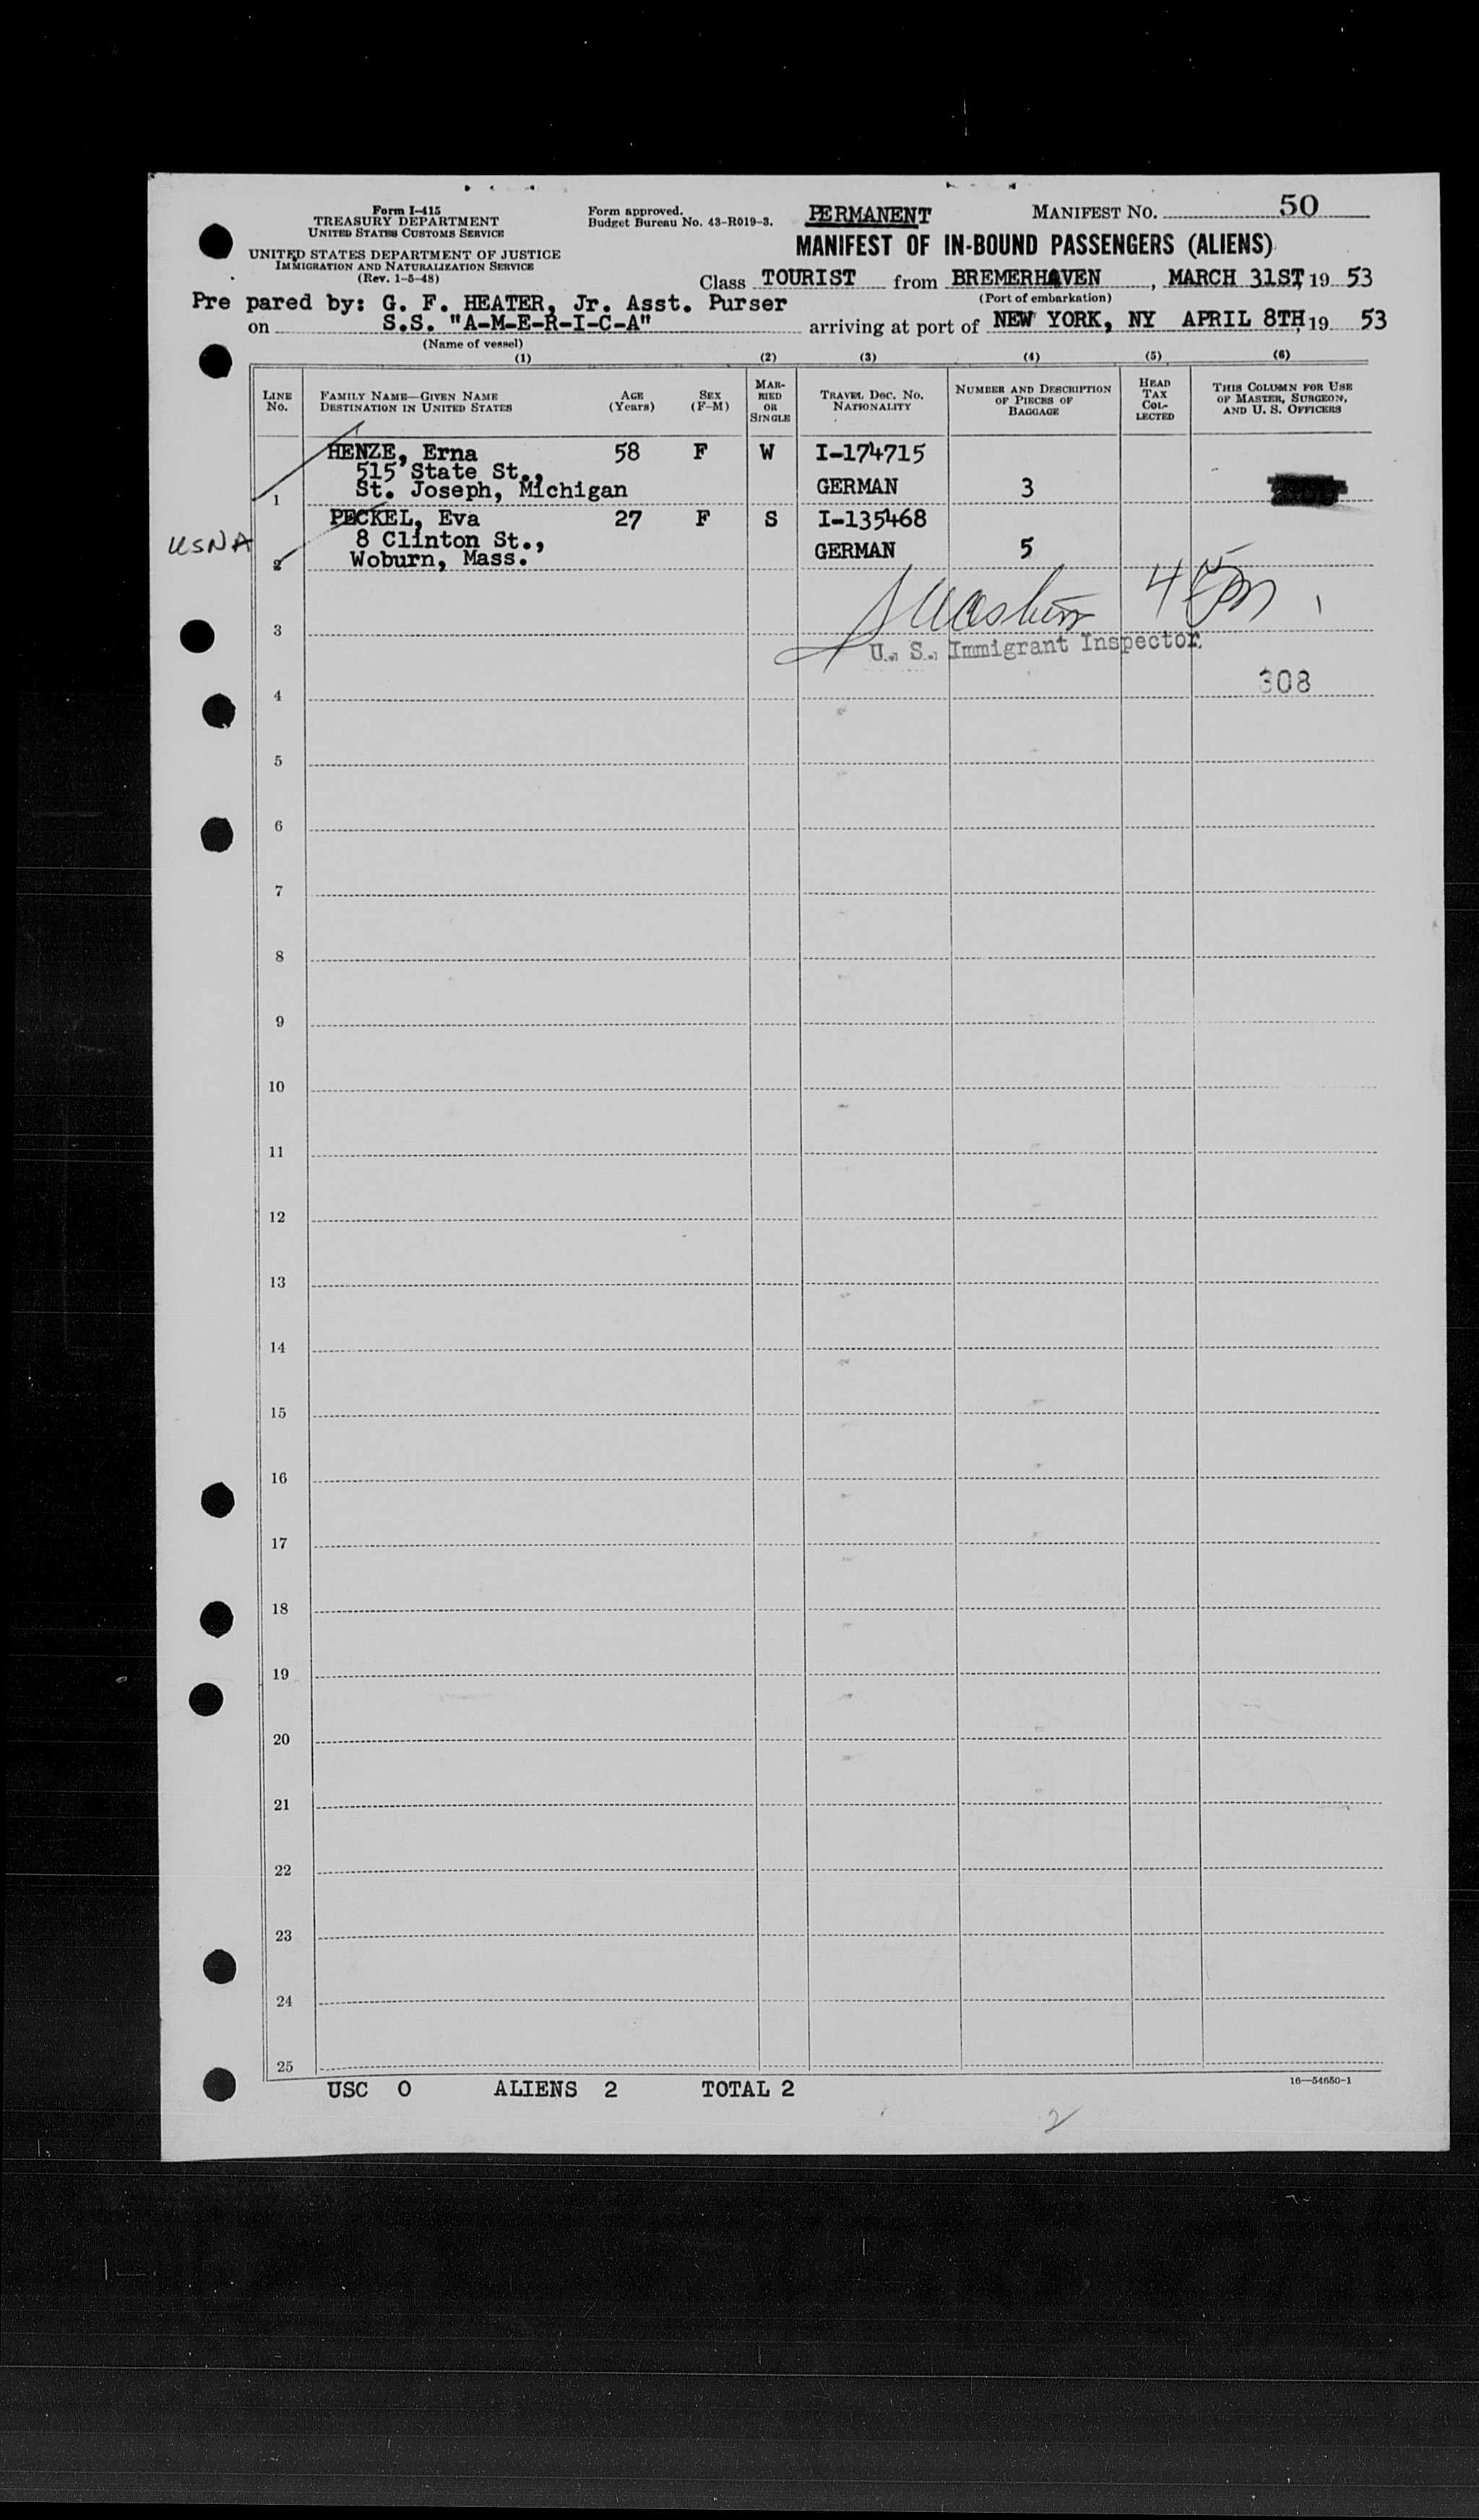 Form I-415
TREASURY DEPARTMENT
UNITED STATES CUSTOMS SERVICE
UNITED STATES DEPARTMENT OF JUSTICE
IMMIGRATION AND NATURALIZATION SERVICE
(Rev. 1-5-48)
Form approved.
Budget Bureau No. 43-R019-3.
PERMANENT
MANIFEST NO. 50
MANIFEST OF IN-BOUND PASSENGERS (ALIENS)
Class TOURIST from BREMERHAVEN, MARCH 31ST, 19 53
(Port of embarkation)
Pre pared by: G. F. HEATER, Jr. Asst. Purser
on S.S. "A-M-E-R-I-C-A" arriving at port of NEW YORK, NY APRIL 8TH, 19 53
(Name of vessel)
(1) (2) (3) (4) (5) (6)
LINE No. FAMILY NAME—GIVEN NAME DESTINATION IN UNITED STATES AGE (Years) SEX (F-M) MARRIED OR SINGLE TRAVEL DOC. NO. NATIONALITY NUMBER AND DESCRIPTION OF PIECES OF BAGGAGE HEAD TAX COLLECTED THIS COLUMN FOR USE OF MASTER, SURGEON, AND U. S. OFFICERS
HENZE, Erna 58 F W I-174715
515 State St.,
1 St. Joseph, Michigan GERMAN 3
PECKEL, Eva 27 F S I-135468
USNA 8 Clinton St.,
2 Woburn, Mass. GERMAN 5
3
U. S. Immigrant Inspector
308
4
5
6
7
8
9
10
11
12
13
14
15
16
17
18
19
20
21
22
23
24
25
USC 0 ALIENS 2 TOTAL 2
16—54650-1
2